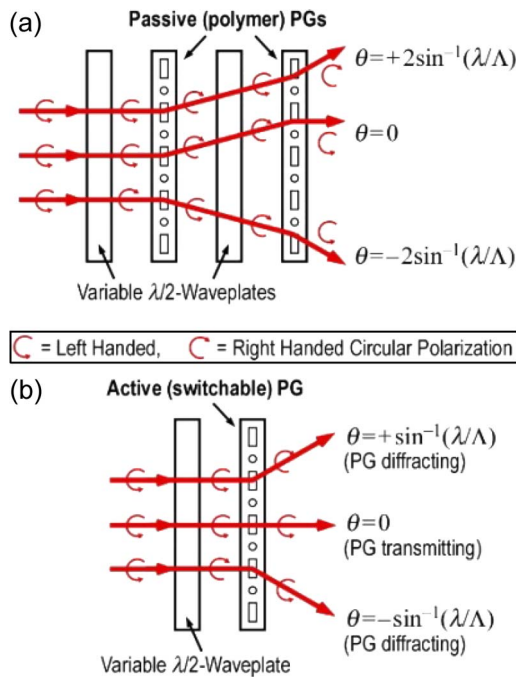 (a)
Passive (polymer) PGs
θ=+2sin⁻¹(λ/Λ)
θ=0
θ=−2sin⁻¹(λ/Λ)
Variable λ/2-Waveplates
= Left Handed, = Right Handed Circular Polarization
(b)
Active (switchable) PG
θ=+sin⁻¹(λ/Λ)
(PG diffracting)
θ=0
(PG transmitting)
θ=−sin⁻¹(λ/Λ)
(PG diffracting)
Variable λ/2-Waveplate